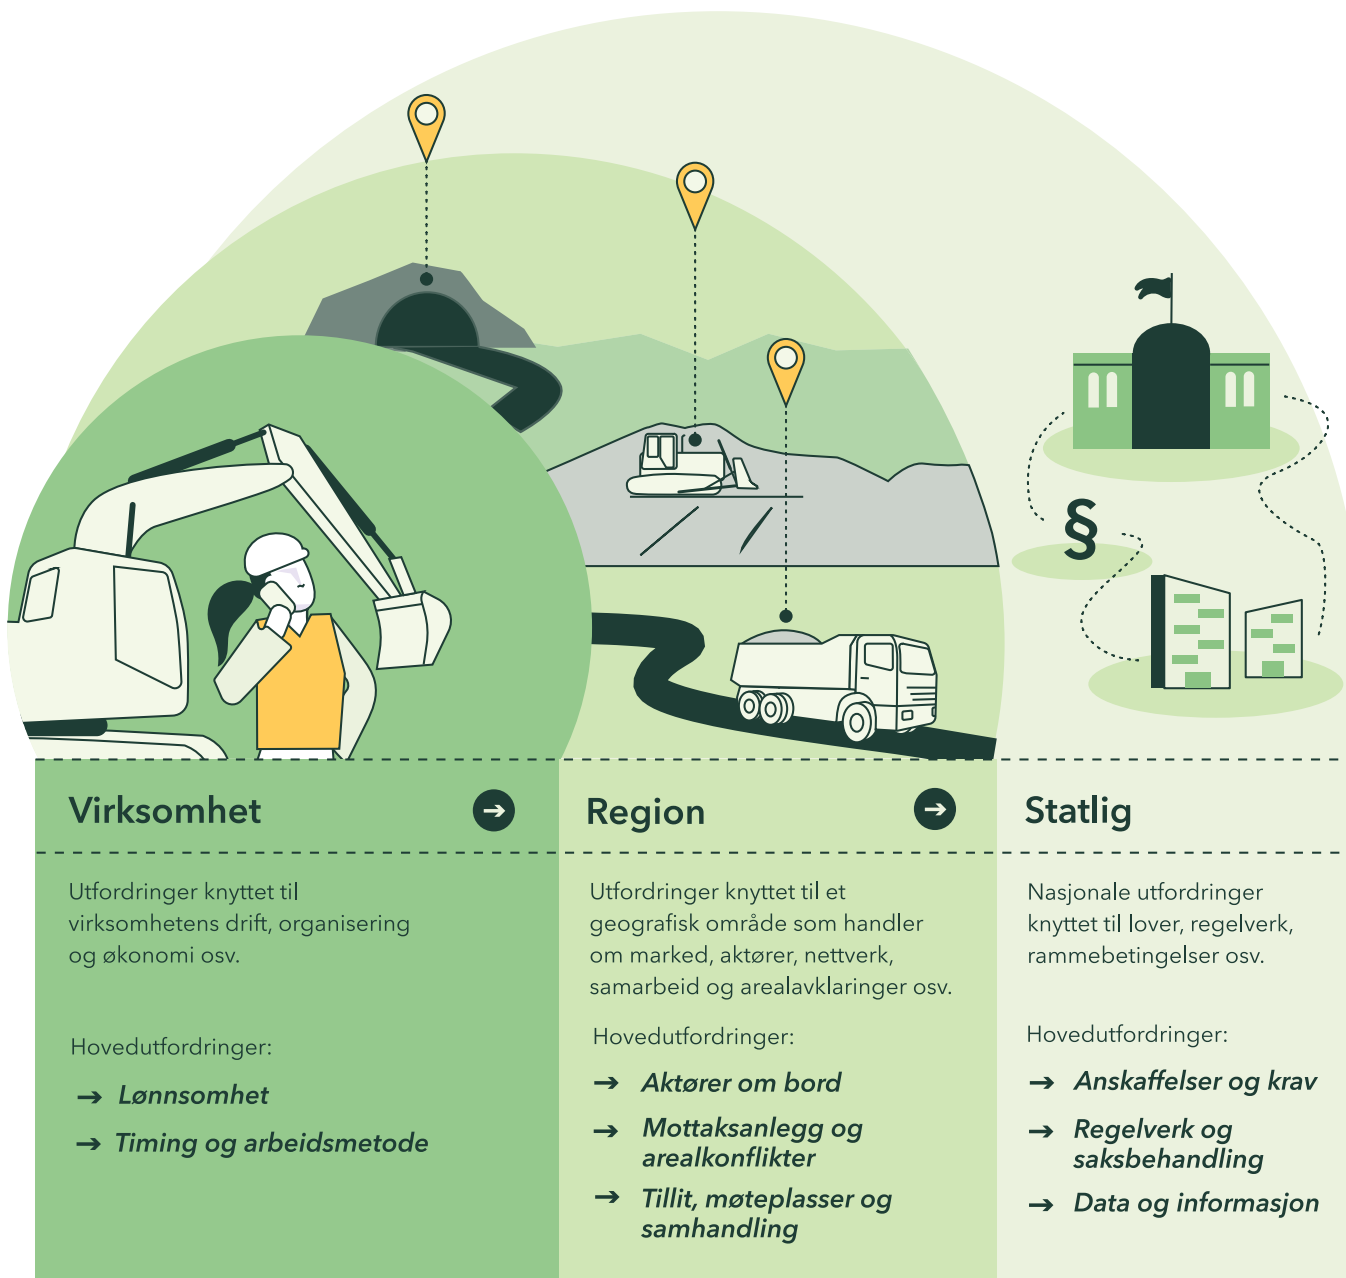 §
Virksomhet
Utfordringer knyttet til
virksomhetens drift, organisering
og økonomi osv.
Hovedutfordringer:
→ Lønnsomhet
→ Timing og arbeidsmetode
Region
Utfordringer knyttet til et
geografisk område som handler
om marked, aktører, nettverk,
samarbeid og arealavklaringer osv.
Hovedutfordringer:
→ Aktører om bord
→ Mottaksanlegg og
arealkonflikter
→ Tillit, møteplasser og
samhandling
Statlig
Nasjonale utfordringer
knyttet til lover, regelverk,
rammebetingelser osv.
Hovedutfordringer:
→ Anskaffelser og krav
→ Regelverk og
saksbehandling
→ Data og informasjon